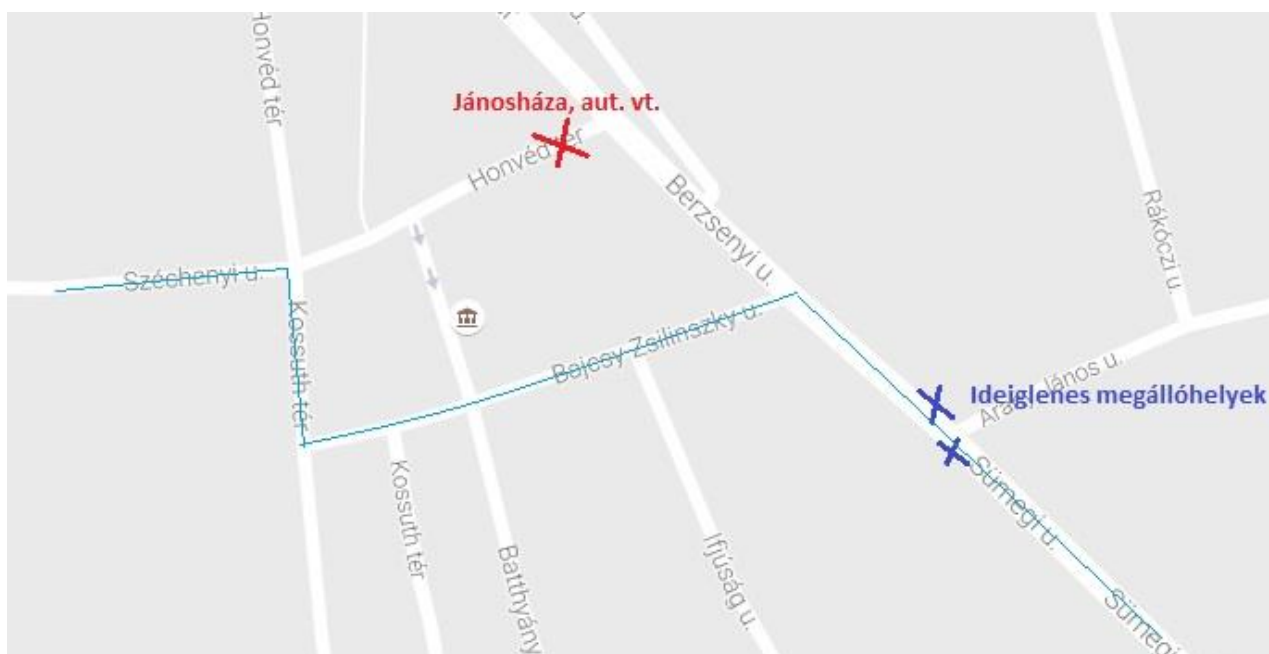 Honvéd tér
u.
Jánosháza, aut. vt.
Honvéd tér
Berzsenyi u.
Rákóczi u.
Széchenyi u.
Kossuth tér
Bajcsy Zsilinszky u.
Ideiglenes megállóhelyek
János u.
Sümegi u.
Kossuth tér
Batthyány
Ifjúság u.
Sümegi